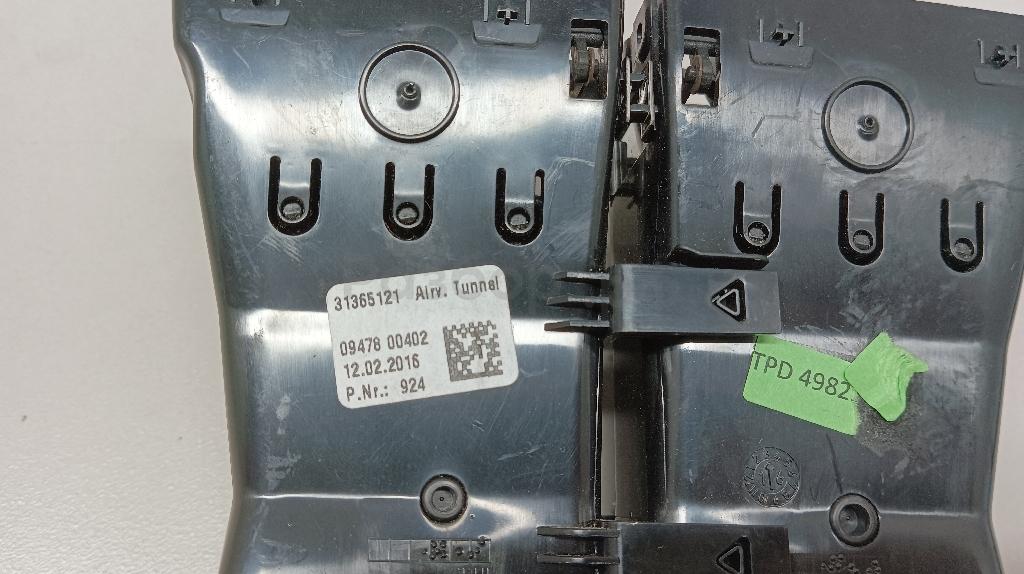 31365121 Airv. Tunnel
09478 00402
12.02.2016
P.Nr.: 924
TPD 4982